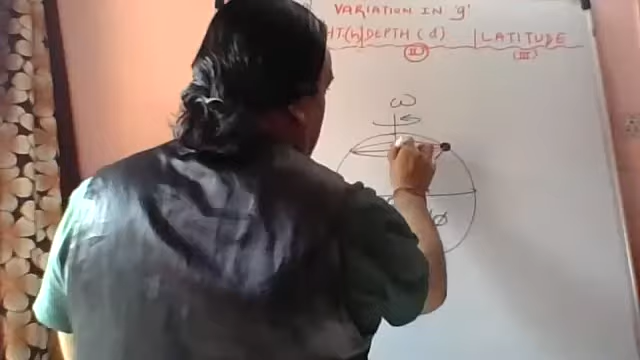 VARIATION IN 'g'
HT(h) DEPTH (d) LATITUDE
(II) (III)
ω
ø